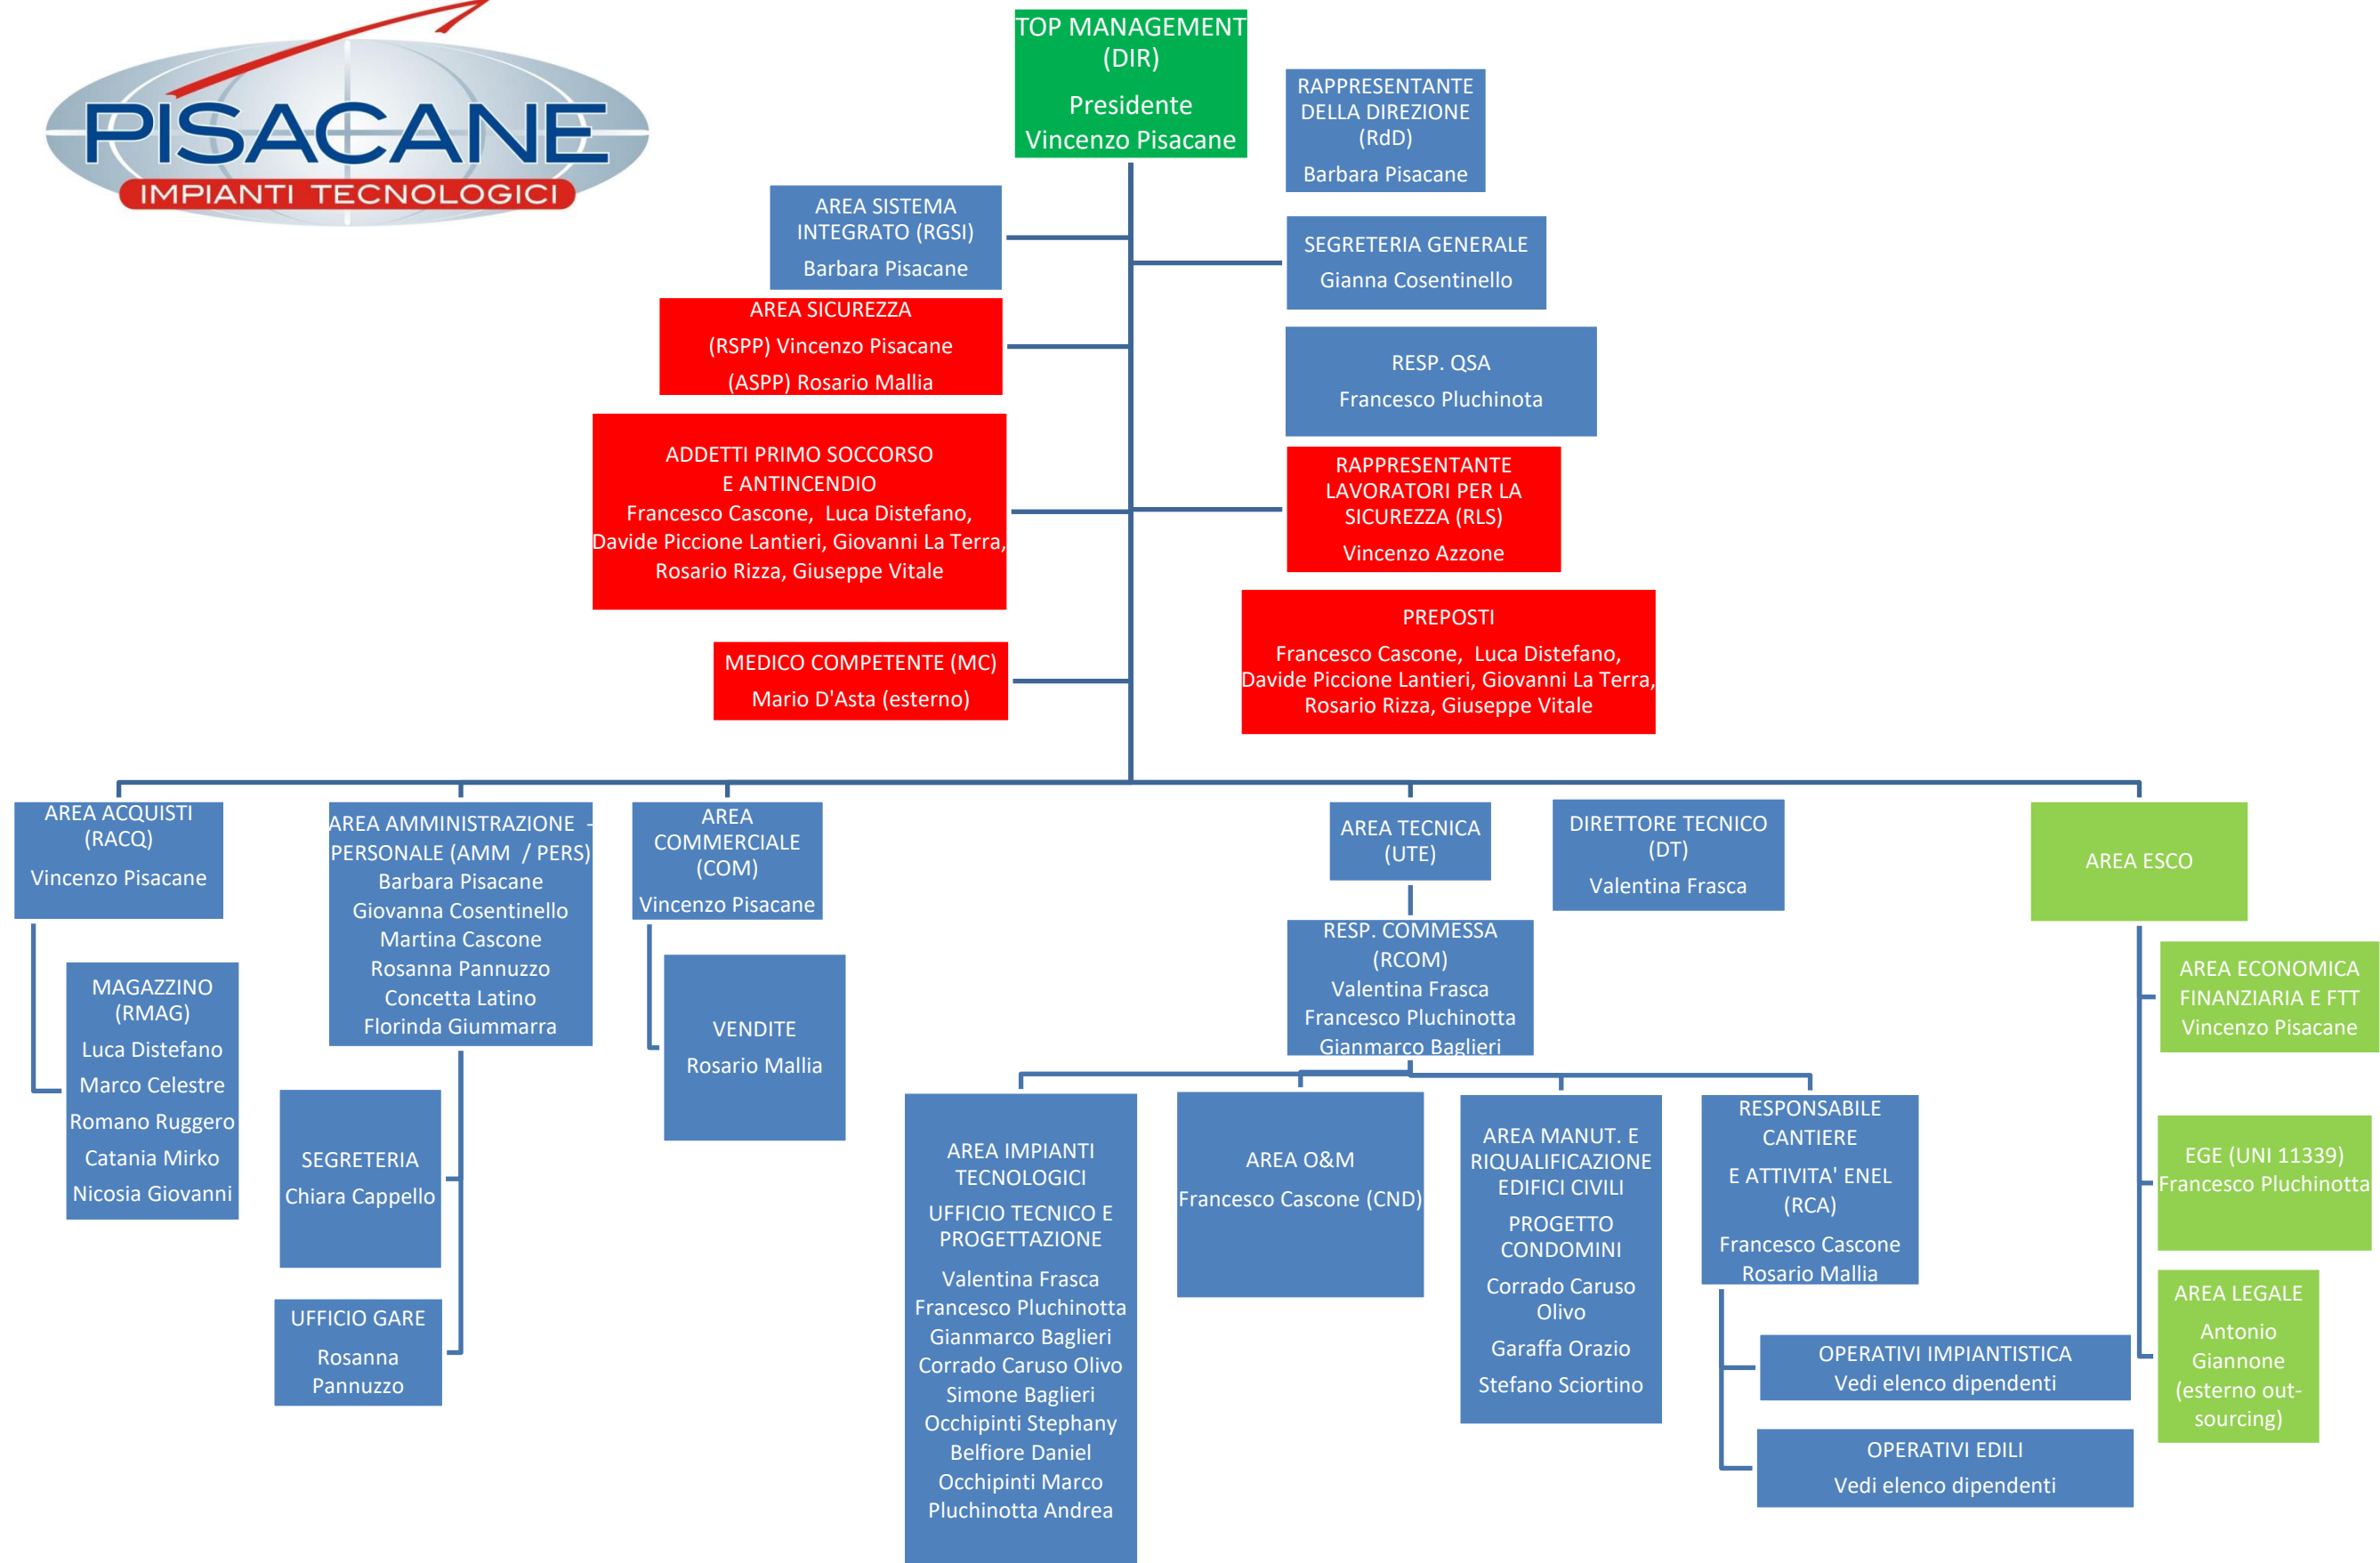 PISACANE
IMPIANTI TECNOLOGICI
TOP MANAGEMENT
(DIR)
Presidente
Vincenzo Pisacane
RAPPRESENTANTE
DELLA DIREZIONE
(RdD)
Barbara Pisacane
AREA SISTEMA
INTEGRATO (RGSI)
Barbara Pisacane
SEGRETERIA GENERALE
Gianna Cosentinello
AREA SICUREZZA
(RSPP) Vincenzo Pisacane
(ASPP) Rosario Mallia
RESP. QSA
Francesco Pluchinota
ADDETTI PRIMO SOCCORSO
E ANTINCENDIO
Francesco Cascone, Luca Distefano,
Davide Piccione Lantieri, Giovanni La Terra,
Rosario Rizza, Giuseppe Vitale
RAPPRESENTANTE
LAVORATORI PER LA
SICUREZZA (RLS)
Vincenzo Azzone
MEDICO COMPETENTE (MC)
Mario D'Asta (esterno)
PREPOSTI
Francesco Cascone, Luca Distefano,
Davide Piccione Lantieri, Giovanni La Terra,
Rosario Rizza, Giuseppe Vitale
AREA ACQUISTI
(RACQ)
Vincenzo Pisacane
MAGAZZINO
(RMAG)
Luca Distefano
Marco Celestre
Romano Ruggero
Catania Mirko
Nicosia Giovanni
AREA AMMINISTRAZIONE -
PERSONALE (AMM / PERS)
Barbara Pisacane
Giovanna Cosentinello
Martina Cascone
Rosanna Pannuzzo
Concetta Latino
Florinda Giummarra
SEGRETERIA
Chiara Cappello
UFFICIO GARE
Rosanna
Pannuzzo
AREA
COMMERCIALE
(COM)
Vincenzo Pisacane
VENDITE
Rosario Mallia
AREA TECNICA
(UTE)
DIRETTORE TECNICO
(DT)
Valentina Frasca
RESP. COMMESSA
(RCOM)
Valentina Frasca
Francesco Pluchinotta
Gianmarco Baglieri
AREA IMPIANTI
TECNOLOGICI
UFFICIO TECNICO E
PROGETTAZIONE
Valentina Frasca
Francesco Pluchinotta
Gianmarco Baglieri
Corrado Caruso Olivo
Simone Baglieri
Occhipinti Stephany
Belfiore Daniel
Occhipinti Marco
Pluchinotta Andrea
AREA O&M
Francesco Cascone (CND)
AREA MANUT. E
RIQUALIFICAZIONE
EDIFICI CIVILI
PROGETTO
CONDOMINI
Corrado Caruso
Olivo
Garaffa Orazio
Stefano Sciortino
RESPONSABILE
CANTIERE
E ATTIVITA' ENEL
(RCA)
Francesco Cascone
Rosario Mallia
OPERATIVI IMPIANTISTICA
Vedi elenco dipendenti
OPERATIVI EDILI
Vedi elenco dipendenti
AREA ESCO
AREA ECONOMICA
FINANZIARIA E FTT
Vincenzo Pisacane
EGE (UNI 11339)
Francesco Pluchinotta
AREA LEGALE
Antonio
Giannone
(esterno out-
sourcing)